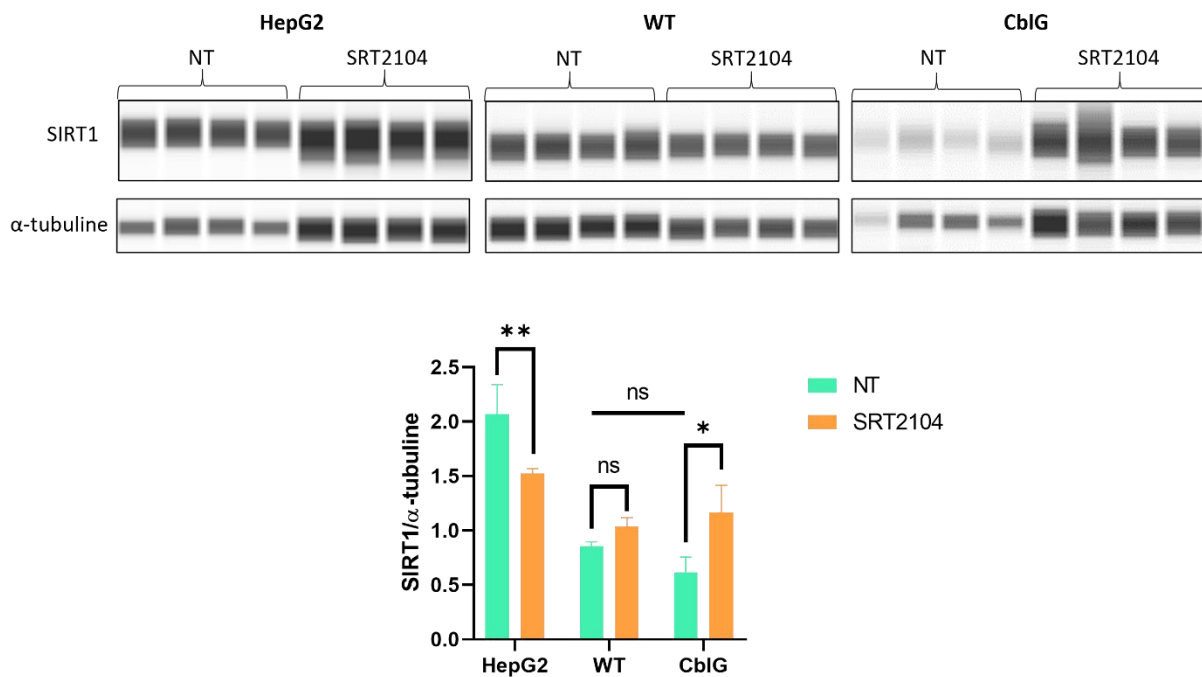 HepG2 WT CblG
NT SRT2104 NT SRT2104 NT SRT2104
SIRT1
α-tubuline
**
2.5 NT
ns
2.0 SRT2104
*
ns
1.5
1.0
0.5
0.0
SIRT1/α-tubuline
HepG2 WT CblG